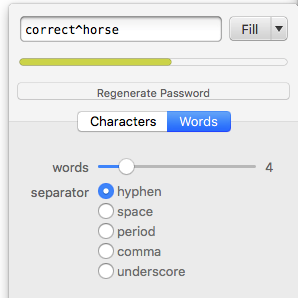 correct^horse Fill
Regenerate Password
Characters Words
words 4
separator hyphen
space
period
comma
underscore